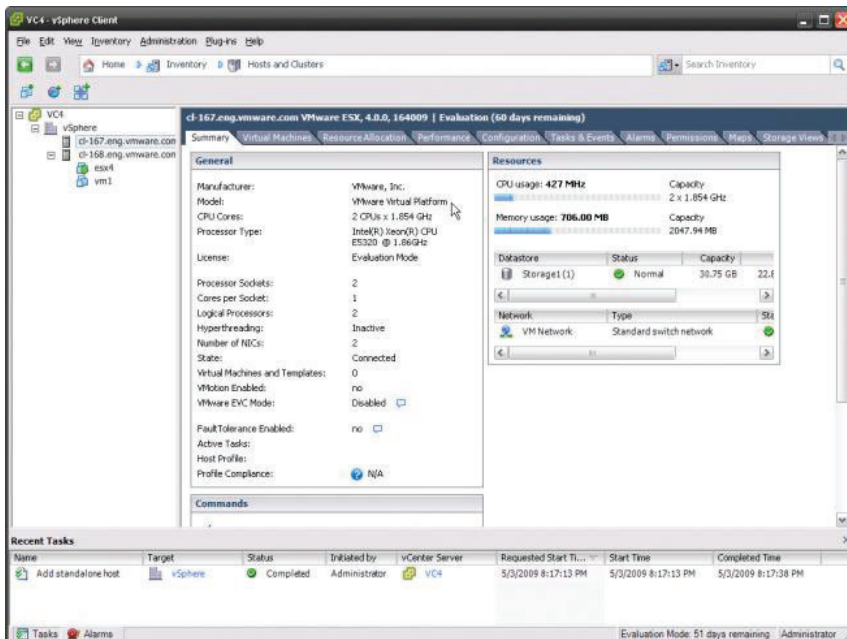 VC4 - vSphere Client
File Edit View Inventory Administration Plug-ins Help
Home Inventory Hosts and Clusters
Search Inventory
VC4
vSphere
cl-167.eng.vmware.com
cl-168.eng.vmware.com
esx4
vm1
cl-167.eng.vmware.com VMware ESX, 4.0.0, 164009 | Evaluation (60 days remaining)
Summary Virtual Machines Resource Allocation Performance Configuration Tasks & Events Alarms Permissions Maps Storage Views
General
Manufacturer: VMware, Inc.
Model: VMware Virtual Platform
CPU Cores: 2 CPUs x 1.854 GHz
Processor Type: Intel(R) Xeon(R) CPU
E5320 @ 1.86GHz
License: Evaluation Mode
Processor Sockets: 2
Cores per Socket: 1
Logical Processors: 2
Hyperthreading: Inactive
Number of NICs: 2
State: Connected
Virtual Machines and Templates: 0
VMotion Enabled: no
VMware EVC Mode: Disabled
Fault Tolerance Enabled: no
Active Tasks:
Host Profile:
Profile Compliance: N/A
Commands
Resources
CPU usage: 427 MHz Capacity
2 x 1.854 GHz
Memory usage: 706.00 MB Capacity
2047.94 MB
Datastore Status Capacity
Storage1 (1) Normal 30.75 GB 22.8
Network Type Sta
VM Network Standard switch network
Recent Tasks
Name Target Status Initiated by vCenter Server Requested Start Ti... Start Time Completed Time
Add standalone host vSphere Completed Administrator VC4 5/3/2009 8:17:13 PM 5/3/2009 8:17:13 PM 5/3/2009 8:17:38 PM
Tasks Alarms Evaluation Mode: 51 days remaining Administrator